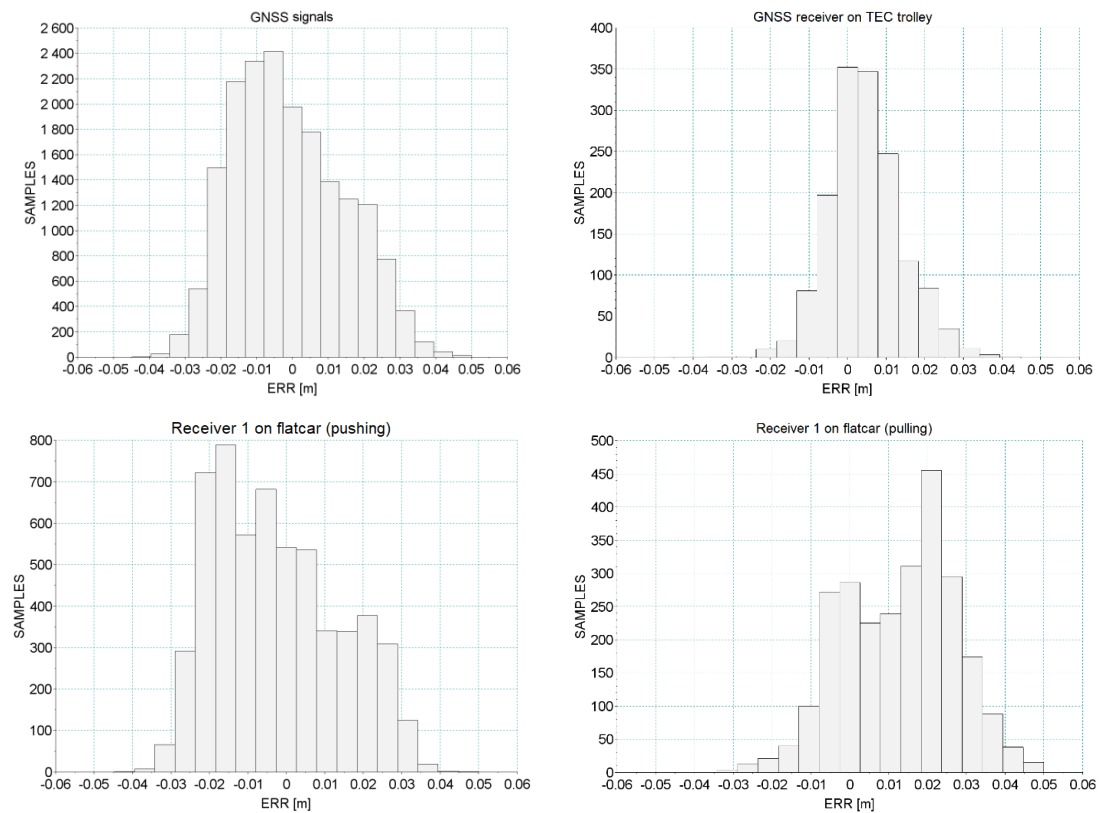 GNSS signals
SAMPLES
2 600
2 400
2 200
2 000
1 800
1 600
1 400
1 200
1 000
800
600
400
200
0
-0.06 -0.05 -0.04 -0.03 -0.02 -0.01 0 0.01 0.02 0.03 0.04 0.05 0.06
ERR [m]
GNSS receiver on TEC trolley
SAMPLES
400
350
300
250
200
150
100
50
0
-0.06 -0.05 -0.04 -0.03 -0.02 -0.01 0 0.01 0.02 0.03 0.04 0.05 0.06
ERR [m]
Receiver 1 on flatcar (pushing)
SAMPLES
800
700
600
500
400
300
200
100
0
-0.06 -0.05 -0.04 -0.03 -0.02 -0.01 0 0.01 0.02 0.03 0.04 0.05 0.06
ERR [m]
Receiver 1 on flatcar (pulling)
SAMPLES
500
450
400
350
300
250
200
150
100
50
0
-0.06 -0.05 -0.04 -0.03 -0.02 -0.01 0 0.01 0.02 0.03 0.04 0.05 0.06
ERR [m]